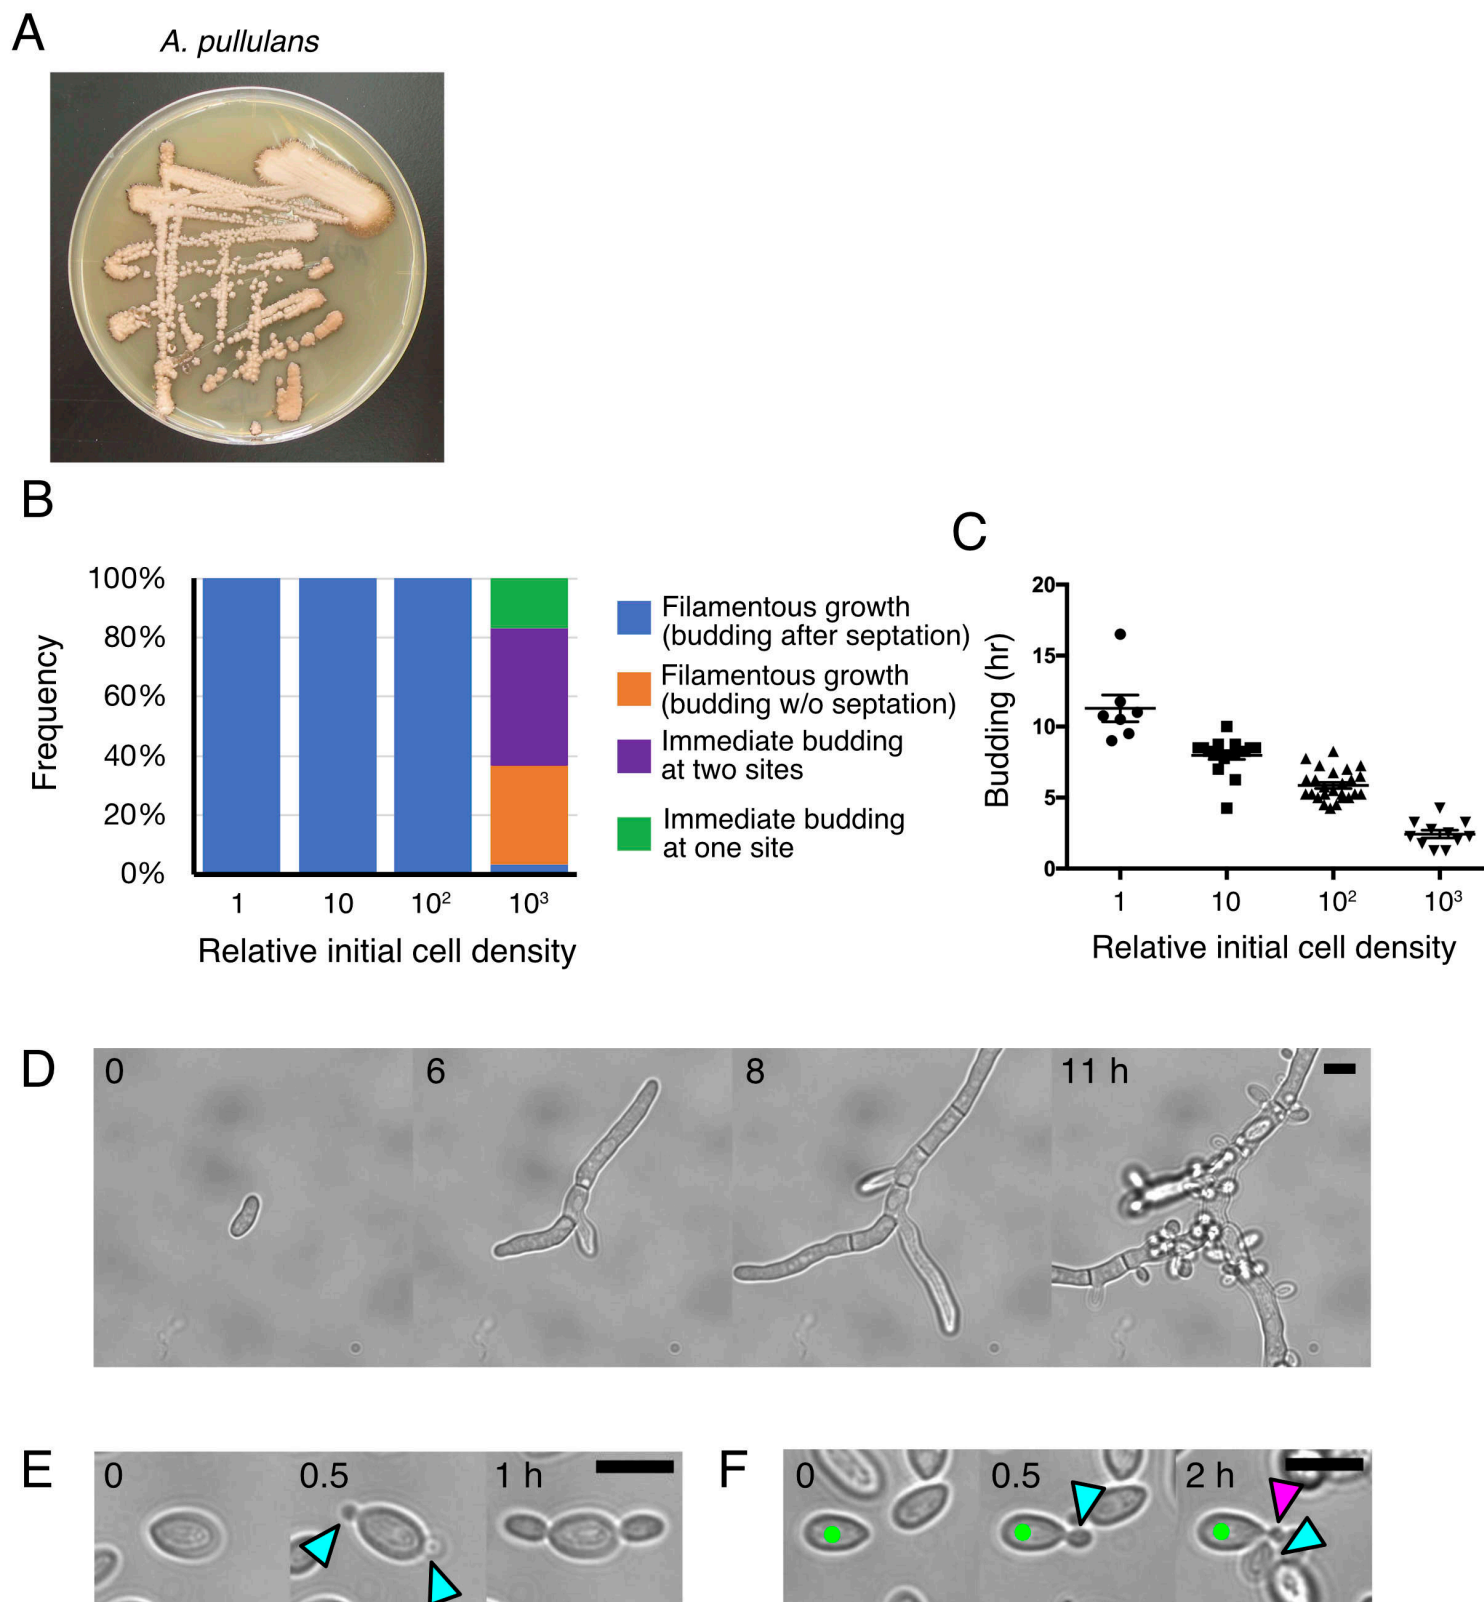 A
A. pullulans
B
100%
80%
60%
40%
20%
0%
Frequency
1 10 10² 10³
Relative initial cell density
Filamentous growth
(budding after septation)
Filamentous growth
(budding w/o septation)
Immediate budding
at two sites
Immediate budding
at one site
C
20
15
10
5
0
Budding (hr)
1 10 10² 10³
Relative initial cell density
D
0 6 8 11 h
E
0 0.5 1 h
F
0 0.5 2 h